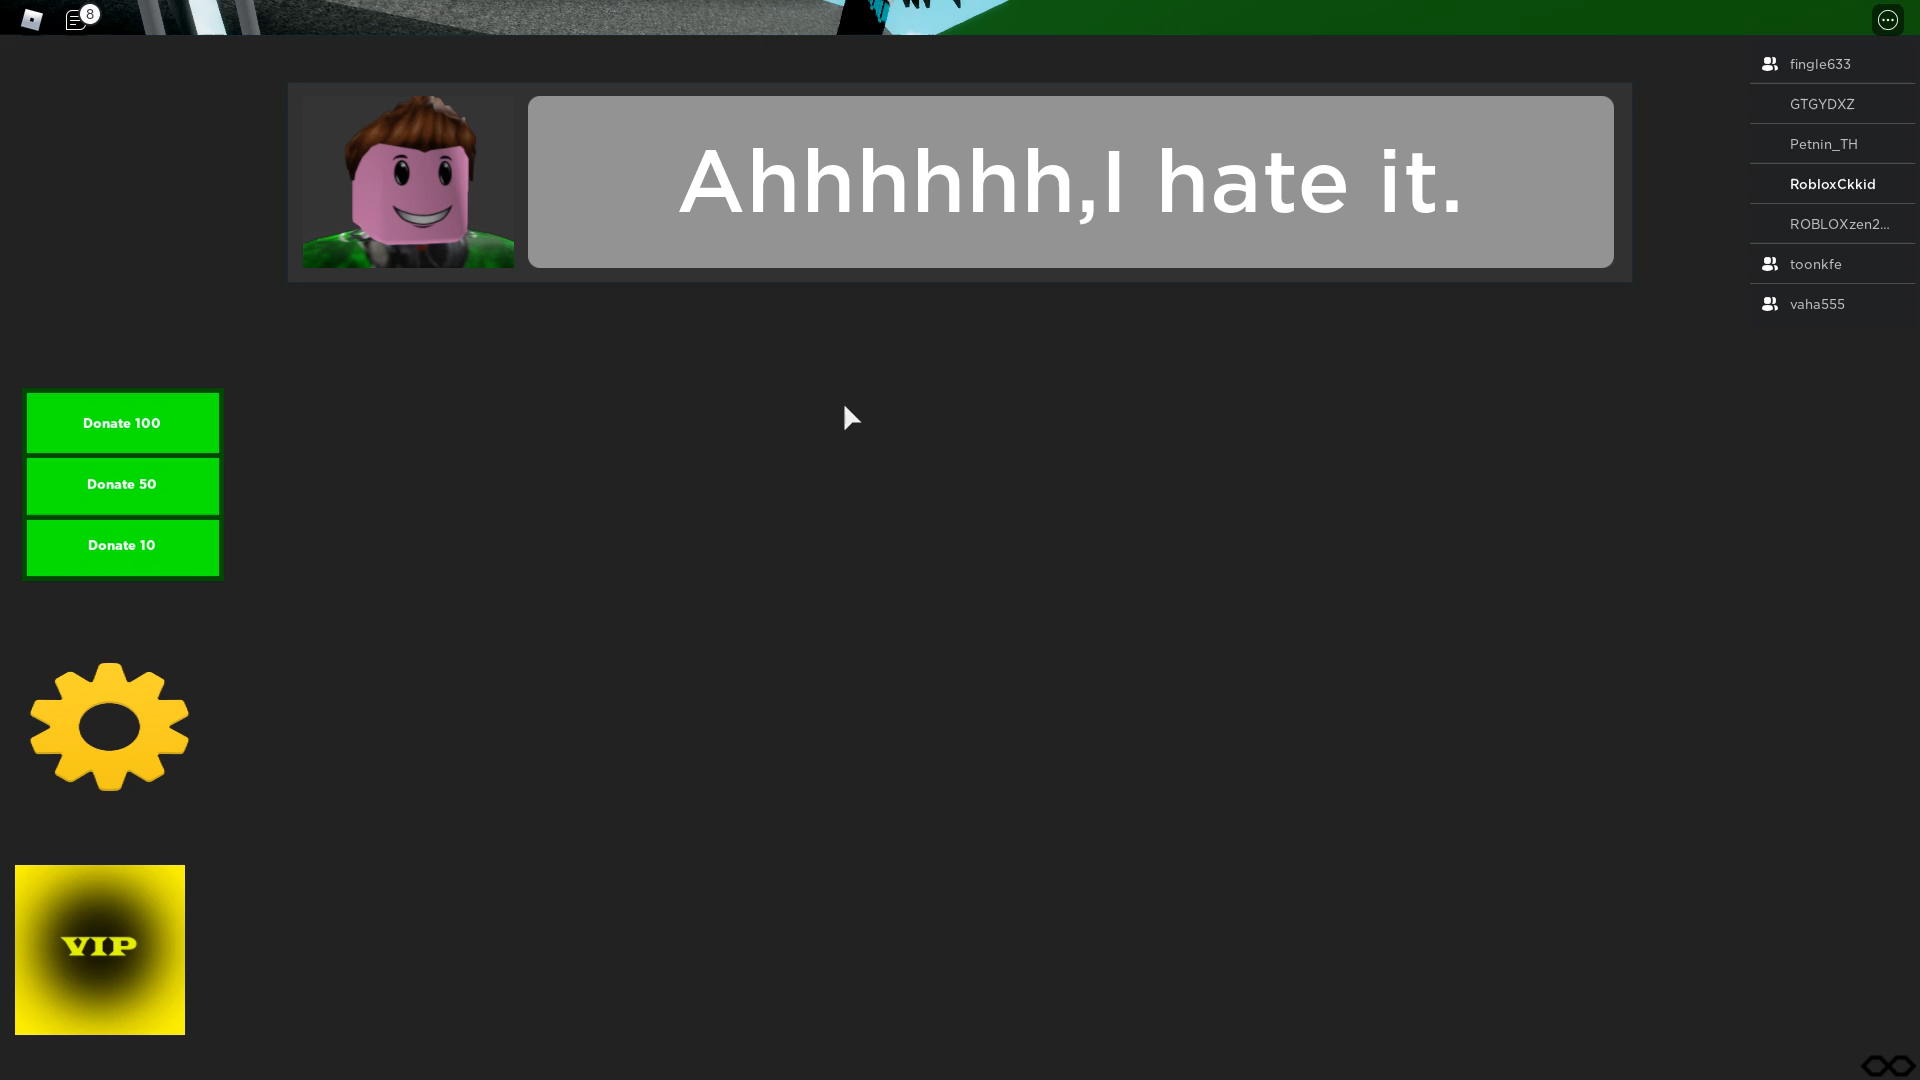 8
fingle633
GTGYDXZ
Petnin_TH
RobloxCkkid
ROBLOXzen2...
toonkfe
vaha555
Ahhhhhh,I hate it.
Donate 100
Donate 50
Donate 10
VIP